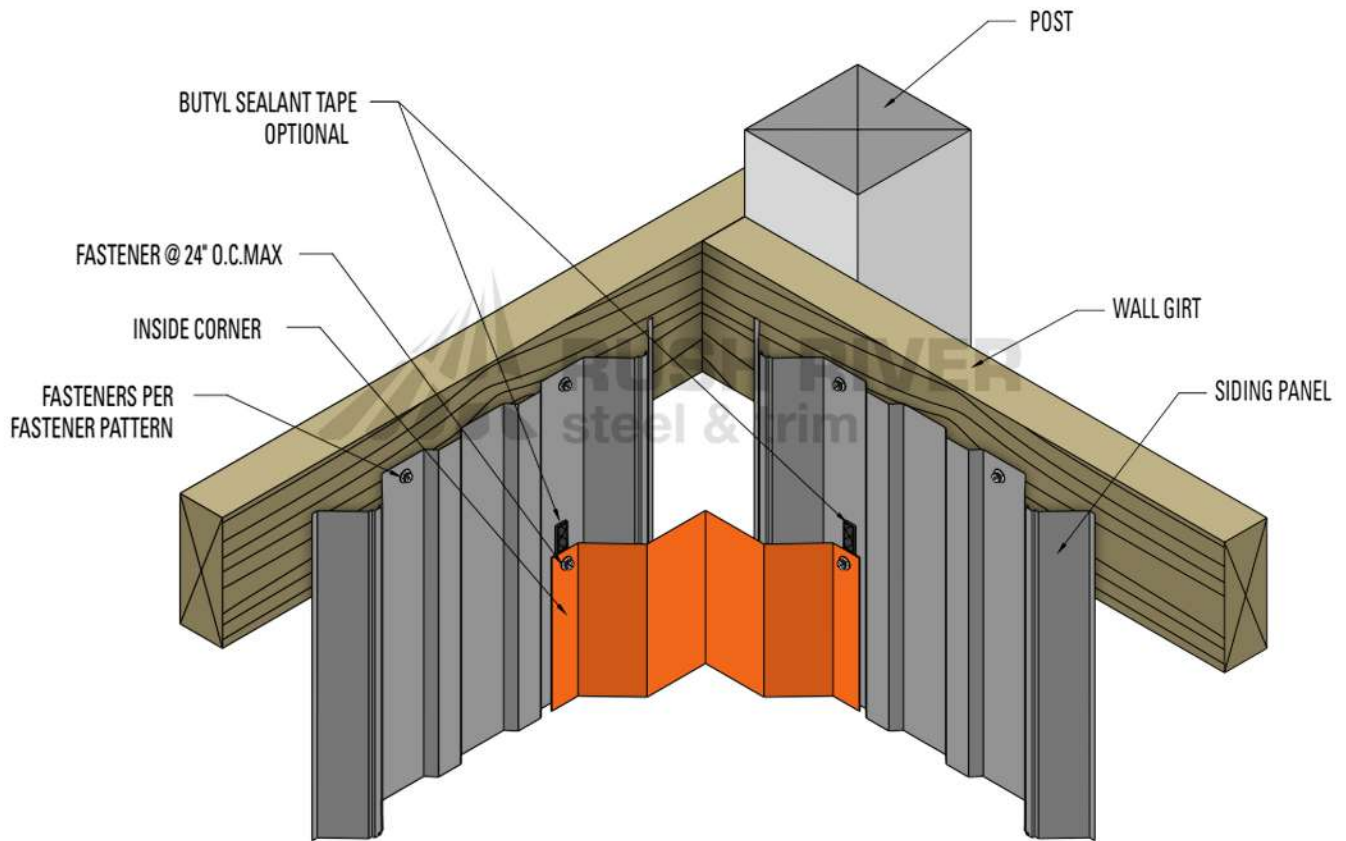 POST
BUTYL SEALANT TAPE
OPTIONAL
FASTENER @ 24" O.C.MAX
INSIDE CORNER
WALL GIRT
FASTENERS PER
FASTENER PATTERN
SIDING PANEL
RUSH RIVER
steel & trim